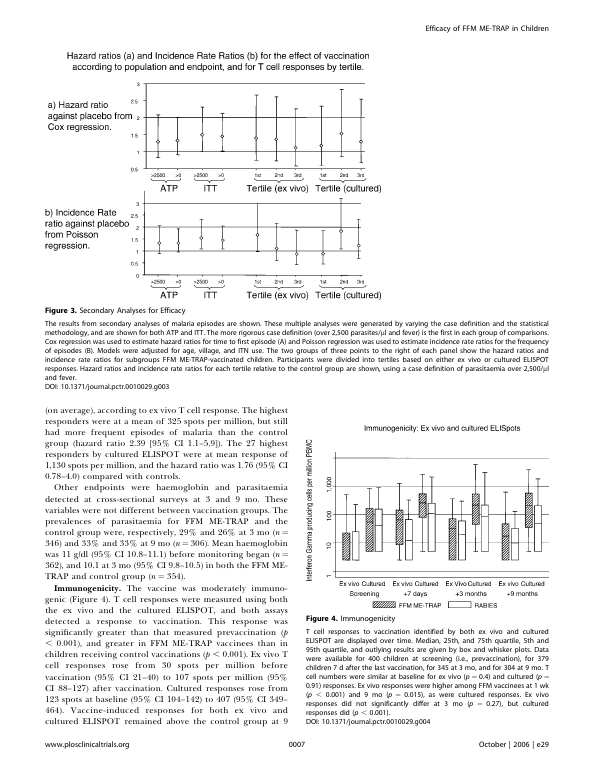 Efficacy of FFM ME-TRAP in Children
Hazard ratios (a) and Incidence Rate Ratios (b) for the effect of vaccination
according to population and endpoint, and for T cell responses by tertile.
a) Hazard ratio
against placebo from
Cox regression.
3
2.5
2
1.5
1
0.5
>2500 >0 >2500 >0 1st 2nd 3rd 1st 2nd 3rd
ATP ITT Tertile (ex vivo) Tertile (cultured)
b) Incidence Rate
ratio against placebo
from Poisson
regression.
3
2.5
2
1.5
1
0.5
0
>2500 >0 >2500 >0 1st 2nd 3rd 1st 2nd 3rd
ATP ITT Tertile (ex vivo) Tertile (cultured)
Figure 3. Secondary Analyses for Efficacy
The results from secondary analyses of malaria episodes are shown. These multiple analyses were generated by varying the case definition and the statistical
methodology, and are shown for both ATP and ITT. The more rigorous case definition (over 2,500 parasites/μl and fever) is the first in each group of comparisons.
Cox regression was used to estimate hazard ratios for time to first episode (A) and Poisson regression was used to estimate incidence rate ratios for the frequency
of episodes (B). Models were adjusted for age, village, and ITN use. The two groups of three points to the right of each panel show the hazard ratios and
incidence rate ratios for subgroups FFM ME-TRAP-vaccinated children. Participants were divided into tertiles based on either ex vivo or cultured ELISPOT
responses. Hazard ratios and incidence rate ratios for each tertile relative to the control group are shown, using a case definition of parasitaemia over 2,500/μl
and fever.
DOI: 10.1371/journal.pctr.0010029.g003
(on average), according to ex vivo T cell response. The highest
responders were at a mean of 325 spots per million, but still
had more frequent episodes of malaria than the control
group (hazard ratio 2.39 [95% CI 1.1–5.9]). The 27 highest
responders by cultured ELISPOT were at mean response of
1,130 spots per million, and the hazard ratio was 1.76 (95% CI
0.78–4.0) compared with controls.
Other endpoints were haemoglobin and parasitaemia
detected at cross-sectional surveys at 3 and 9 mo. These
variables were not different between vaccination groups. The
prevalences of parasitaemia for FFM ME-TRAP and the
control group were, respectively, 29% and 26% at 3 mo (n =
346) and 33% and 33% at 9 mo (n = 306). Mean haemoglobin
was 11 g/dl (95% CI 10.8–11.1) before monitoring began (n =
362), and 10.1 at 3 mo (95% CI 9.8–10.5) in both the FFM ME-
TRAP and control group (n = 354).
Immunogenicity. The vaccine was moderately immuno-
genic (Figure 4). T cell responses were measured using both
the ex vivo and the cultured ELISPOT, and both assays
detected a response to vaccination. This response was
significantly greater than that measured prevaccination (p
< 0.001), and greater in FFM ME-TRAP vaccinees than in
children receiving control vaccinations (p < 0.001). Ex vivo T
cell responses rose from 30 spots per million before
vaccination (95% CI 21–40) to 107 spots per million (95%
CI 88–127) after vaccination. Cultured responses rose from
123 spots at baseline (95% CI 104–142) to 407 (95% CI 349–
464). Vaccine-induced responses for both ex vivo and
cultured ELISPOT remained above the control group at 9
Immunogenicity: Ex vivo and cultured ELISpots
Interferon Gamma producing cells per million PBMC
1,000
100
10
1
Ex vivo Cultured Ex vivo Cultured Ex Vivo Cultured Ex vivo Cultured
Screening +7 days +3 months +9 months
FFM ME-TRAP RABIES
Figure 4. Immunogenicity
T cell responses to vaccination identified by both ex vivo and cultured
ELISPOT are displayed over time. Median, 25th, and 75th quartile, 5th and
95th quartile, and outlying results are given by box and whisker plots. Data
were available for 400 children at screening (i.e., prevaccination), for 379
children 7 d after the last vaccination, for 345 at 3 mo, and for 304 at 9 mo. T
cell numbers were similar at baseline for ex vivo (p = 0.4) and cultured (p =
0.91) responses. Ex vivo responses were higher among FFM vaccinees at 1 wk
(p < 0.001) and 9 mo (p = 0.015), as were cultured responses. Ex vivo
responses did not significantly differ at 3 mo (p = 0.27), but cultured
responses did (p < 0.001).
DOI: 10.1371/journal.pctr.0010029.g004
www.plosclinicaltrials.org 0007 October | 2006 | e29